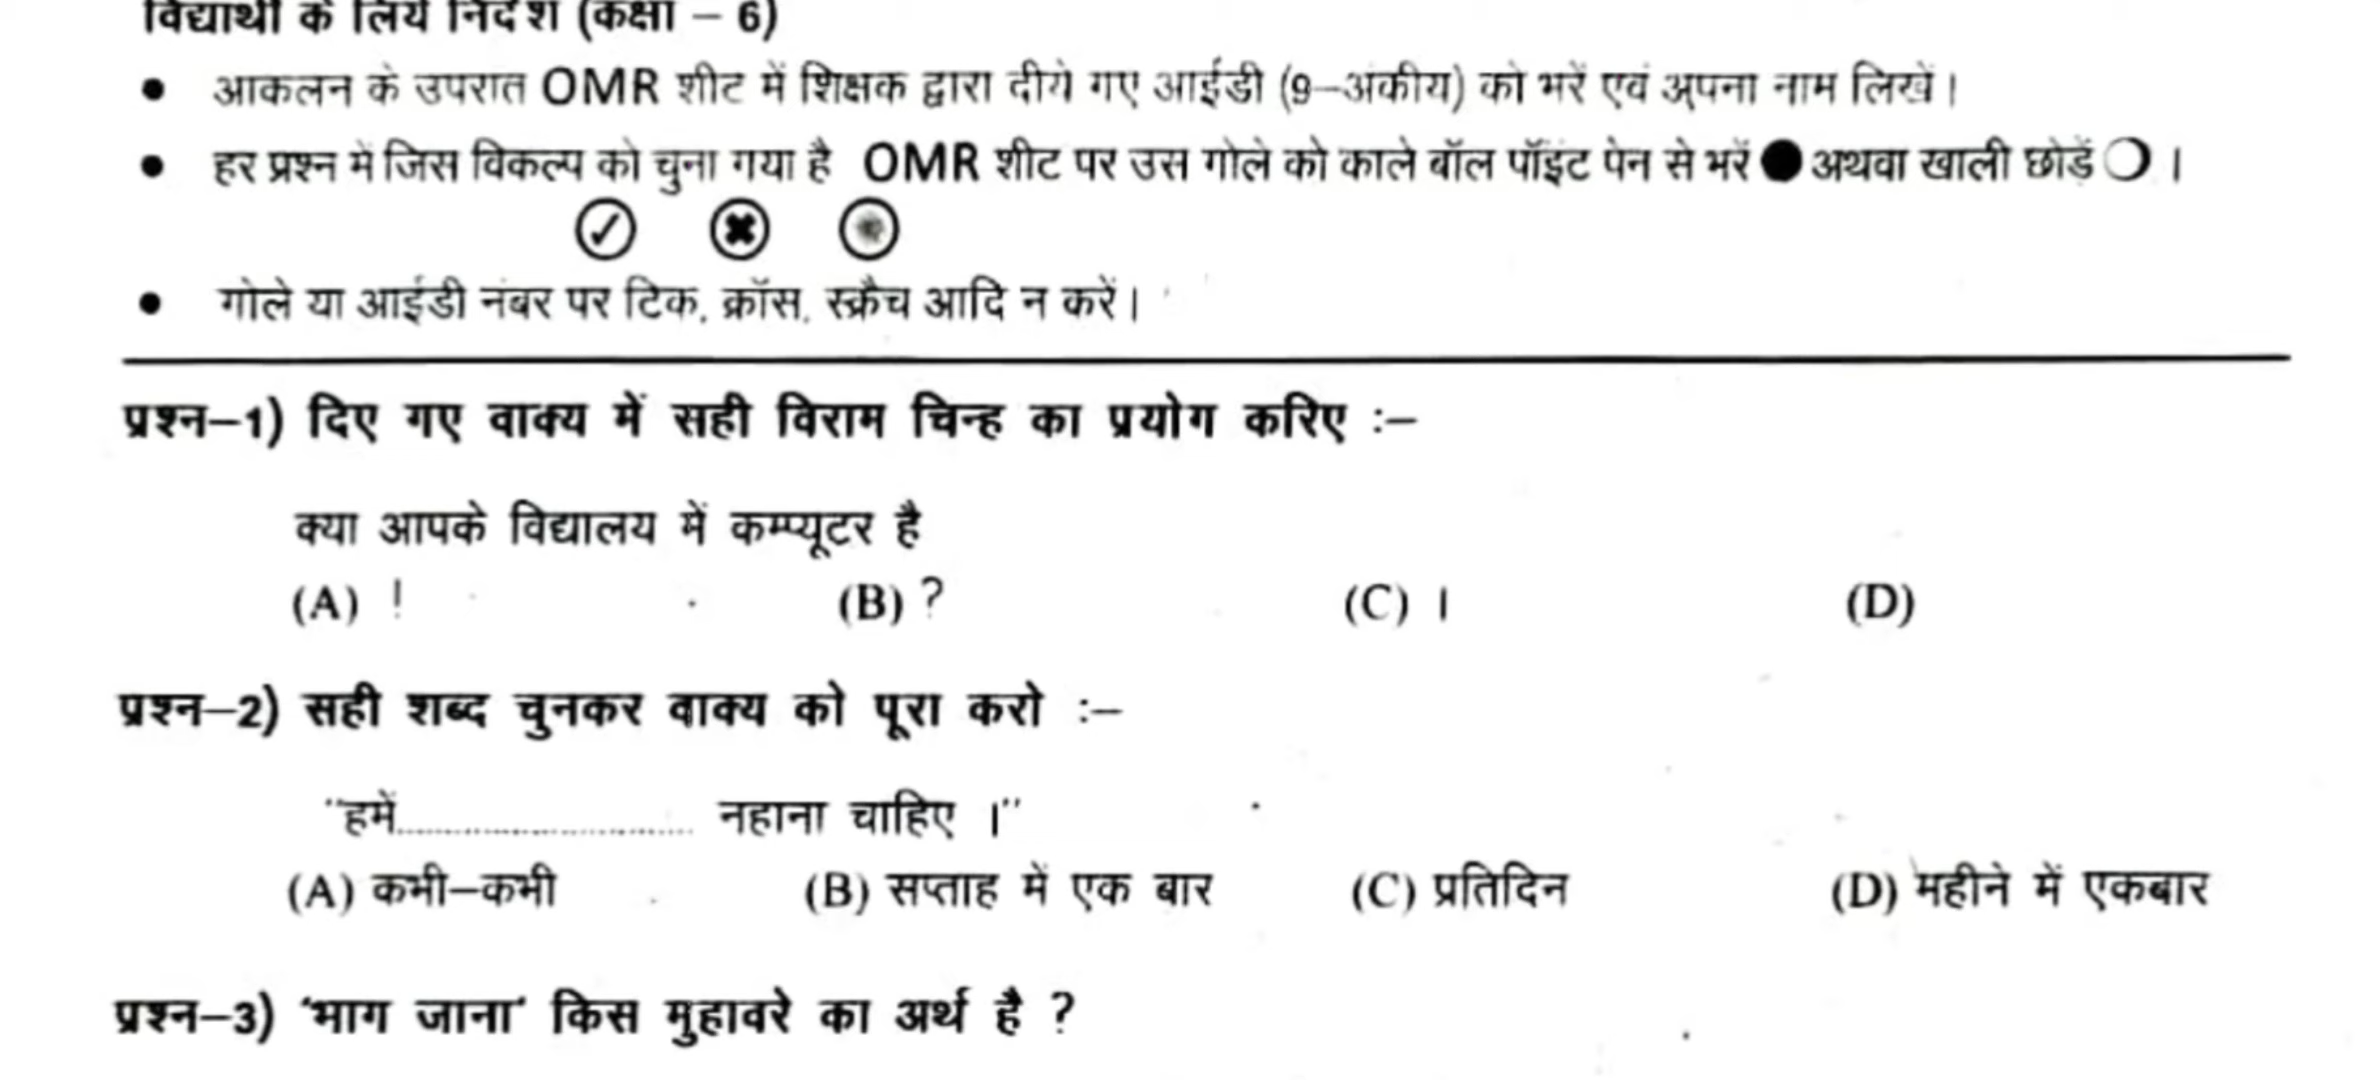 विद्यार्थी के लिये निर्देश (कक्षा – 6)
• आकलन के उपरांत OMR शीट में शिक्षक द्वारा दीये गए आईडी (9–अंकीय) को भरें एवं अपना नाम लिखें।
• हर प्रश्न में जिस विकल्प को चुना गया है OMR शीट पर उस गोले को काले बॉल पॉइंट पेन से भरें ● अथवा खाली छोड़ें ○ ।
• गोले या आईडी नंबर पर टिक, क्रॉस, स्क्रैच आदि न करें।
प्रश्न–1) दिए गए वाक्य में सही विराम चिन्ह का प्रयोग करिए :–
क्या आपके विद्यालय में कम्प्यूटर है
(A) ! (B) ? (C) । (D)
प्रश्न–2) सही शब्द चुनकर वाक्य को पूरा करो :–
"हमें.............................. नहाना चाहिए ।"
(A) कभी–कभी (B) सप्ताह में एक बार (C) प्रतिदिन (D) महीने में एकबार
प्रश्न–3) 'भाग जाना' किस मुहावरे का अर्थ है ?